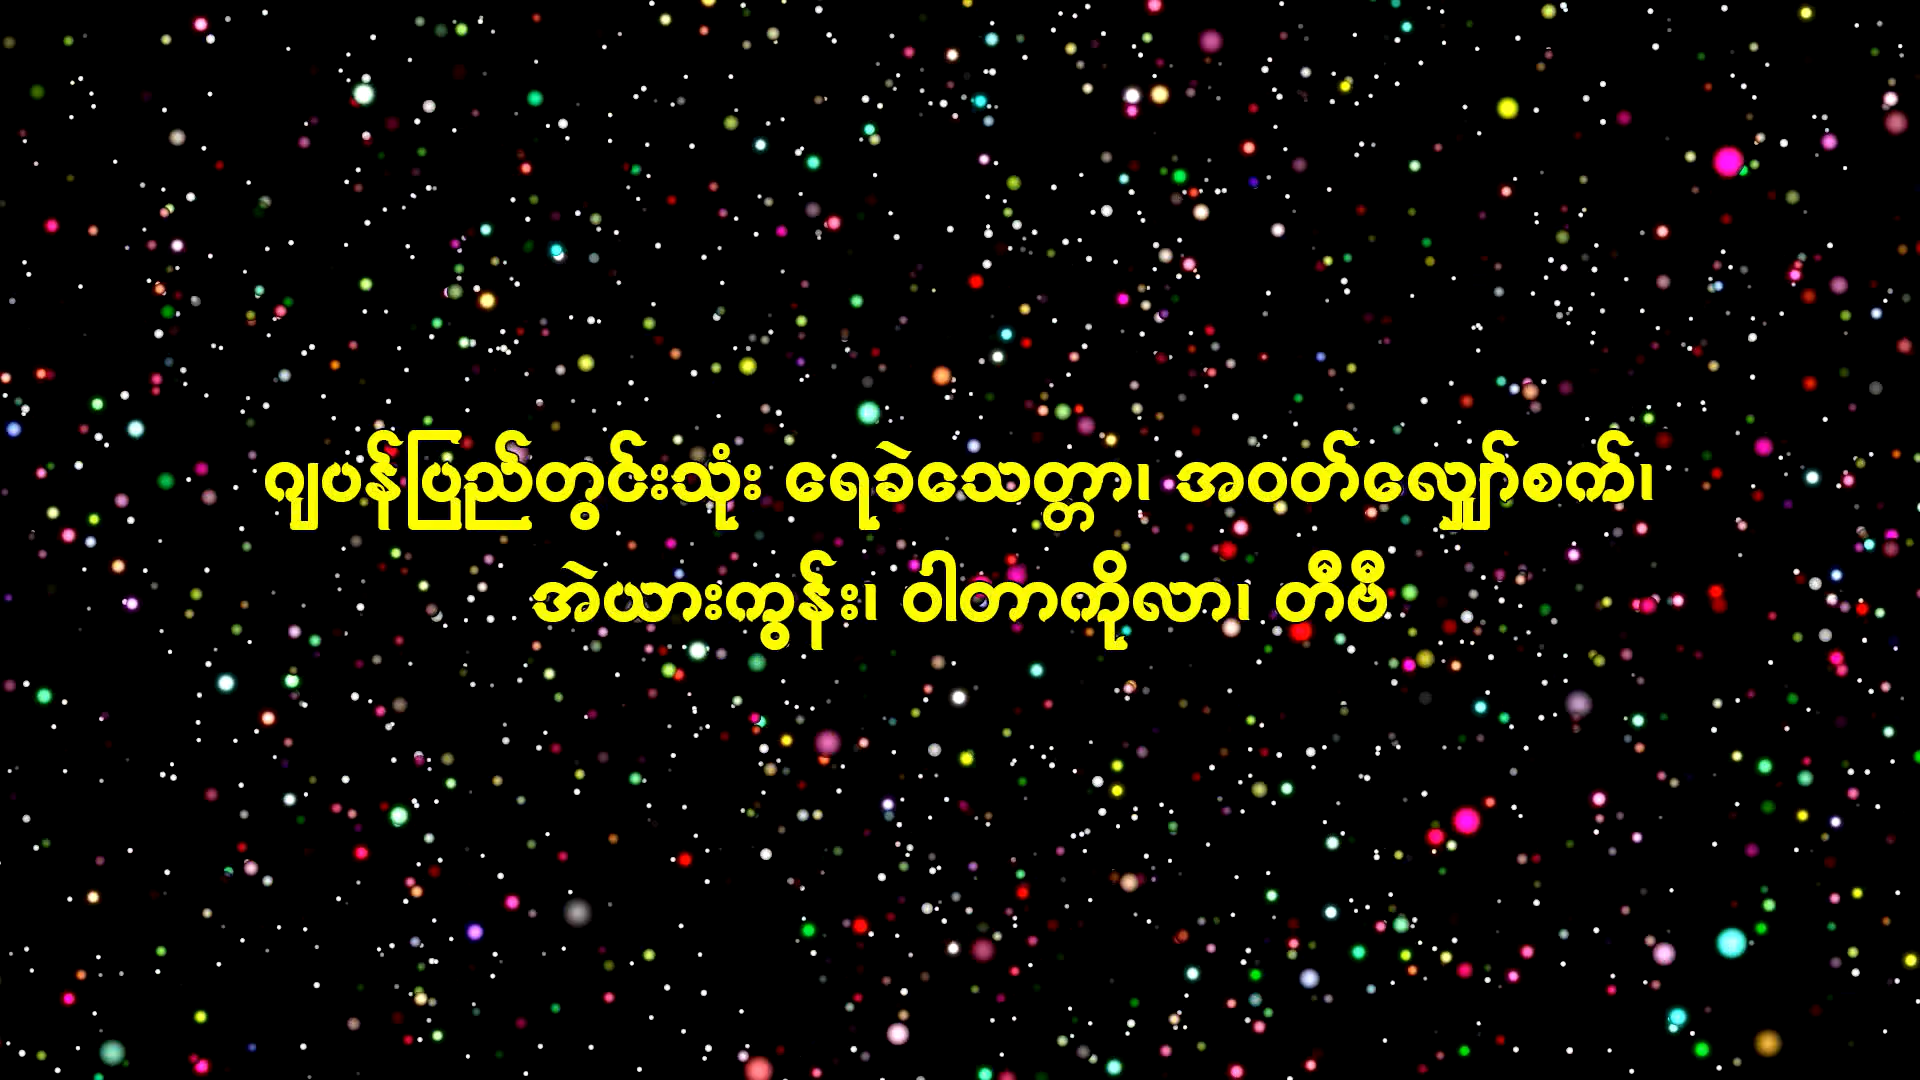 ဂျပန်ပြည်တွင်းသုံး ရေခဲသေတ္တာ၊ အဝတ်လျှော်စက်၊
အဲယားကွန်း၊ ဝါတာကိုလာ၊ တီဗီ